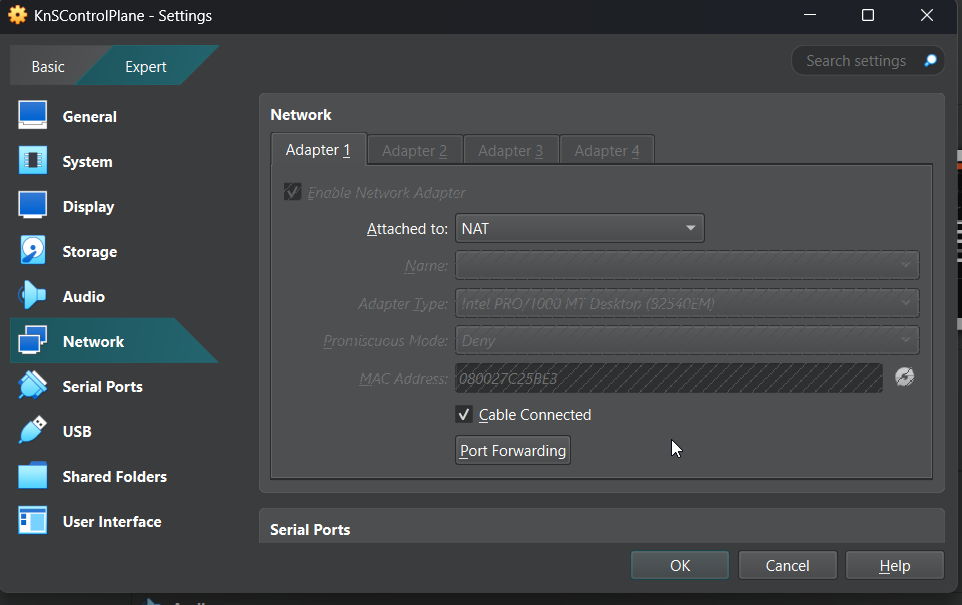 KnSControlPlane - Settings
Basic
Expert
Search settings
General
System
Display
Storage
Audio
Network
Serial Ports
USB
Shared Folders
User Interface
Network
Adapter 1
Adapter 2
Adapter 3
Adapter 4
Enable Network Adapter
Attached to: NAT
Name:
Adapter Type: Intel PRO/1000 MT Desktop (82540EM)
Promiscuous Mode: Deny
MAC Address: 080027C25BE3
Cable Connected
Port Forwarding
Serial Ports
OK
Cancel
Help